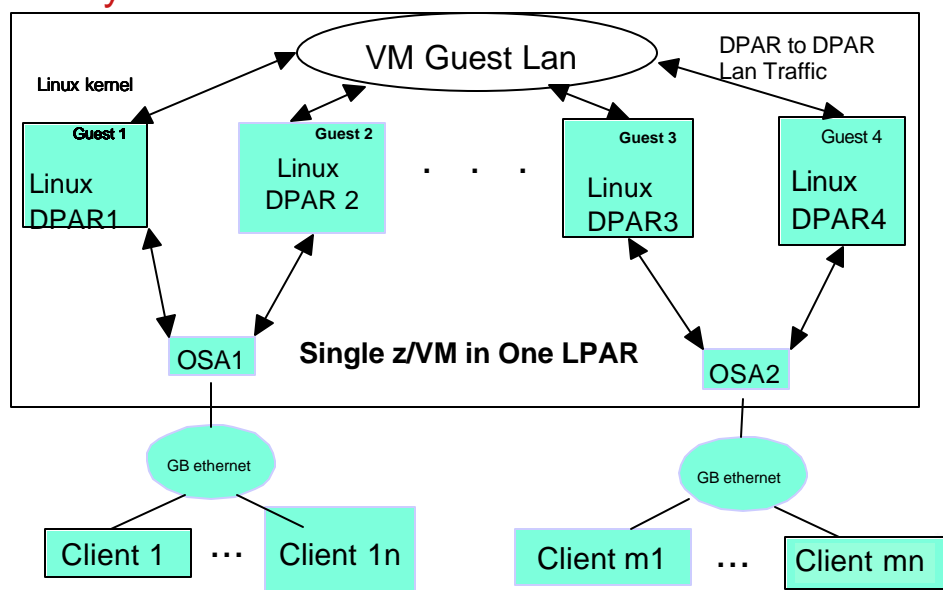 VM Guest Lan
DPAR to DPAR
Lan Traffic
Linux kernel
Guest 1
Linux
DPAR1
Guest 2
Linux
DPAR 2
. . .
Guest 3
Linux
DPAR3
Guest 4
Linux
DPAR4
OSA1
Single z/VM in One LPAR
OSA2
GB ethernet
GB ethernet
Client 1
...
Client 1n
Client m1
...
Client mn